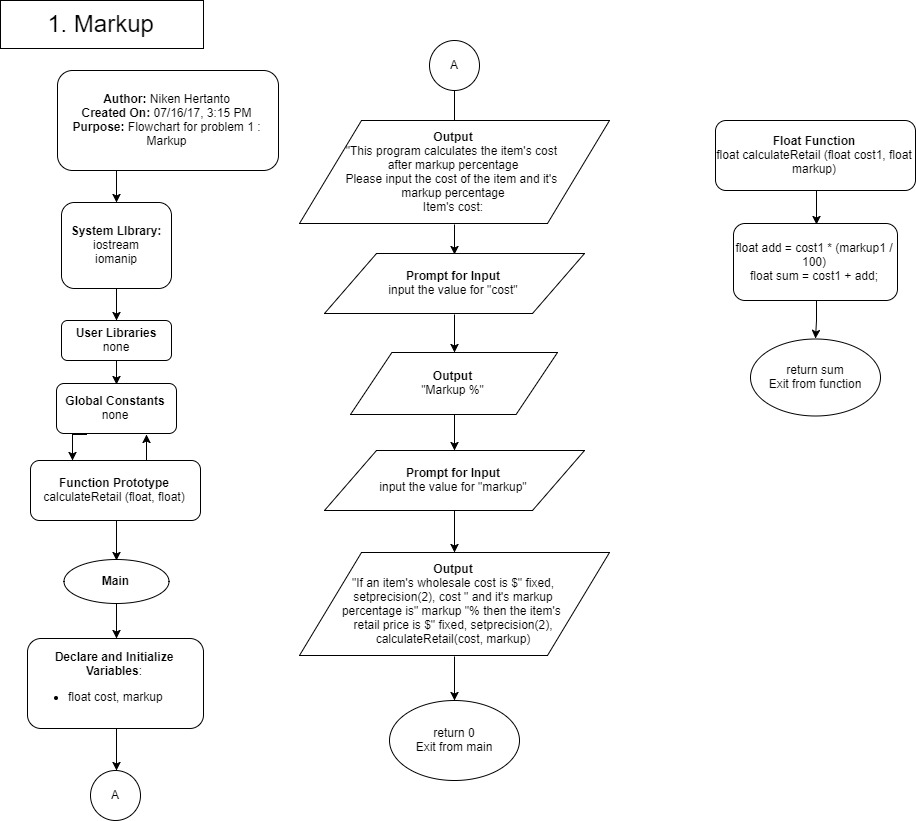 1. Markup
Author: Niken Hertanto
Created On: 07/16/17, 3:15 PM
Purpose: Flowchart for problem 1 :
Markup
System LIbrary:
iostream
iomanip
User Libraries
none
Global Constants
none
Function Prototype
calculateRetail (float, float)
Main
Declare and Initialize
Variables:
• float cost, markup
A
A
Output
"This program calculates the item's cost
after markup percentage
Please input the cost of the item and it's
markup percentage
Item's cost:
Prompt for Input
input the value for "cost"
Output
"Markup %"
Prompt for Input
input the value for "markup"
Output
"If an item's wholesale cost is $" fixed,
setprecision(2), cost " and it's markup
percentage is" markup "% then the item's
retail price is $" fixed, setprecision(2),
calculateRetail(cost, markup)
return 0
Exit from main
Float Function
float calculateRetail (float cost1, float
markup)
float add = cost1 * (markup1 /
100)
float sum = cost1 + add;
return sum
Exit from function